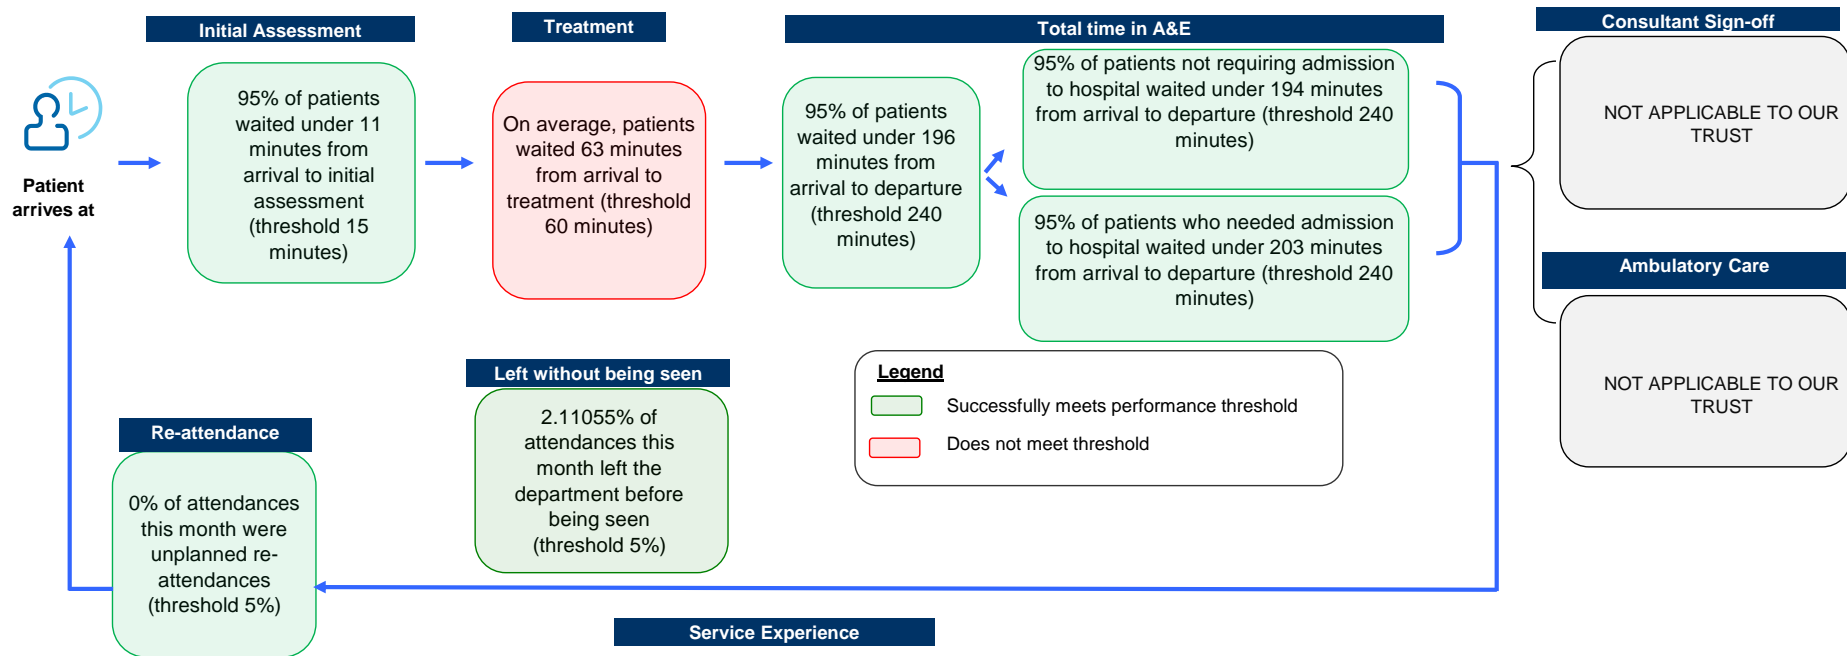 Initial Assessment
Treatment
Total time in A&E
Consultant Sign-off
Patient
arrives at
95% of patients
waited under 11
minutes from
arrival to initial
assessment
(threshold 15
minutes)
On average, patients
waited 63 minutes
from arrival to
treatment (threshold
60 minutes)
95% of patients
waited under 196
minutes from
arrival to departure
(threshold 240
minutes)
95% of patients not requiring admission
to hospital waited under 194 minutes
from arrival to departure (threshold 240
minutes)
95% of patients who needed admission
to hospital waited under 203 minutes
from arrival to departure (threshold 240
minutes)
NOT APPLICABLE TO OUR
TRUST
Ambulatory Care
NOT APPLICABLE TO OUR
TRUST
Left without being seen
2.11055% of
attendances this
month left the
department before
being seen
(threshold 5%)
Legend
Successfully meets performance threshold
Does not meet threshold
Re-attendance
0% of attendances
this month were
unplanned re-
attendances
(threshold 5%)
Service Experience